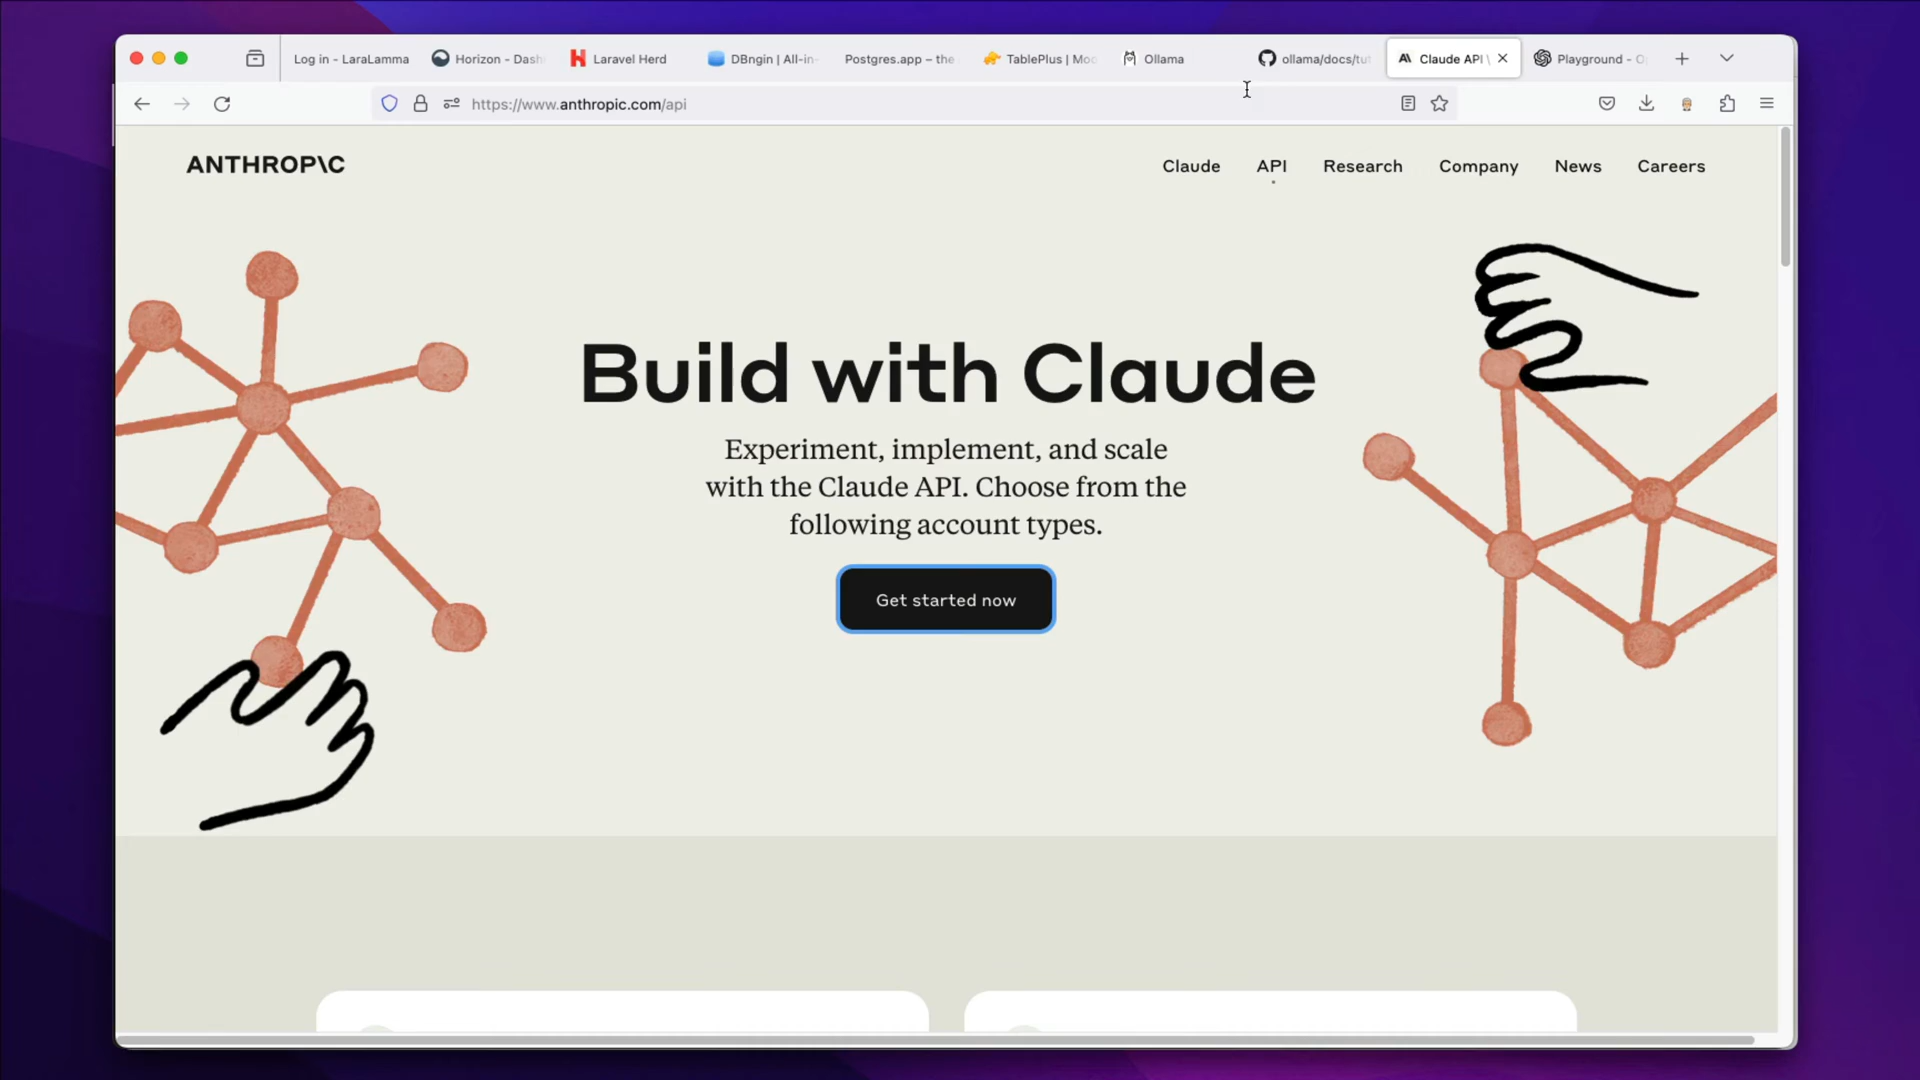 Log in - LaraLamma
Horizon - Dash
Laravel Herd
DBngin | All-in-
Postgres.app – the
TablePlus | Mo
Ollama
ollama/docs/tut
Claude API \
Playground - O
https://www.anthropic.com/api
ANTHROP\C
Claude
API
Research
Company
News
Careers
Build with Claude
Experiment, implement, and scale
with the Claude API. Choose from the
following account types.
Get started now